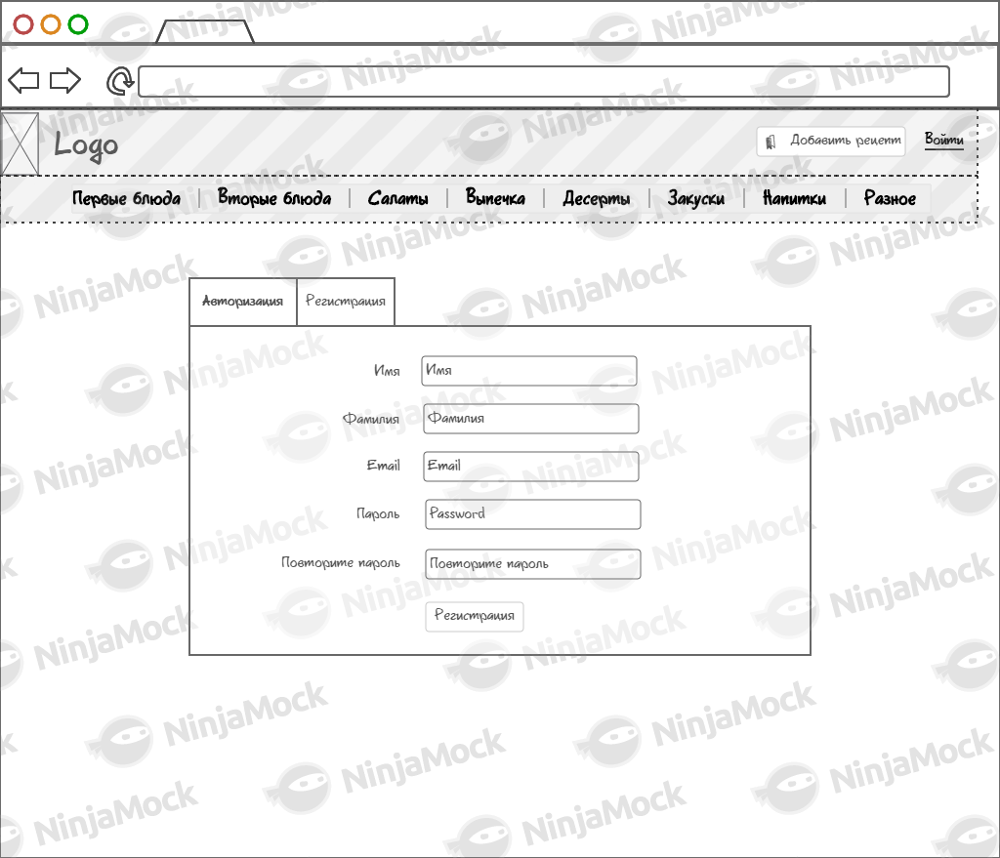 Logo
Добавить рецепт
Войти
Первые блюда | Вторые блюда | Салаты | Выпечка | Десерты | Закуски | Напитки | Разное
Авторизация
Регистрация
Имя
Имя
Фамилия
Фамилия
Email
Email
Пароль
Password
Повторите пароль
Повторите пароль
Регистрация
NinjaMock